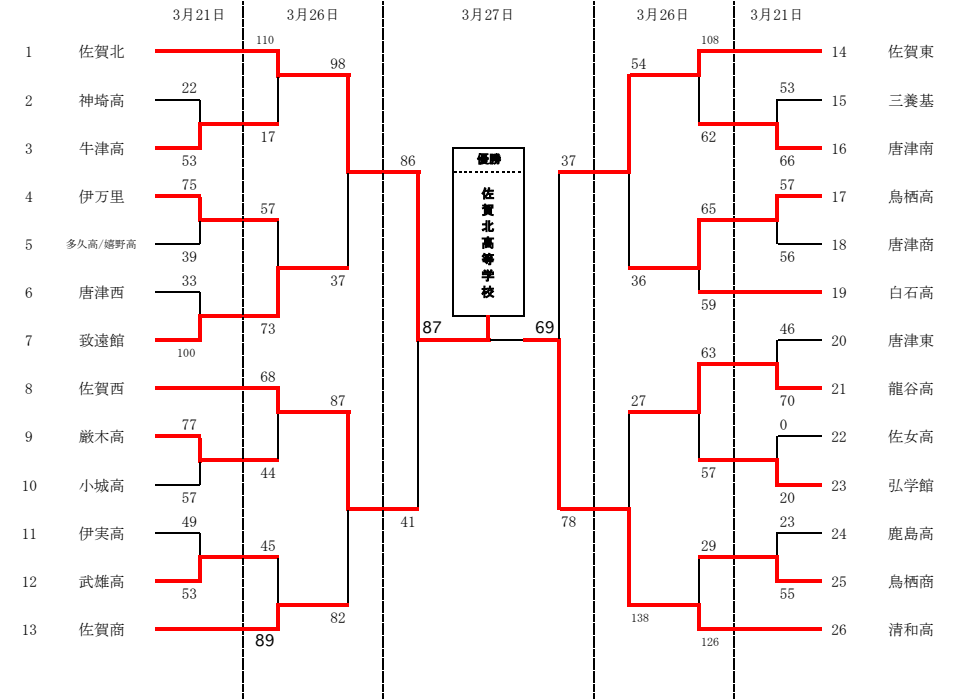 3月21日 3月26日 3月27日 3月26日 3月21日
1 佐賀北 110 98 54 108 14 佐賀東
2 神埼高 22 53 15 三養基
3 牛津高 53 17 62 66 16 唐津南
86 37
優勝
佐賀北高等学校
4 伊万里 75 57 65 57 17 鳥栖高
5 多久高/嬉野高 39 37 36 56 18 唐津商
6 唐津西 33 59 19 白石高
7 致遠館 100 73 46 20 唐津東
87 69
8 佐賀西 68 87 27 63 70 21 龍谷高
9 厳木高 77 44 57 0 22 佐女高
10 小城高 57 20 23 弘学館
41 78
11 伊実高 49 45 29 23 24 鹿島高
12 武雄高 53 82 138 55 25 鳥栖商
13 佐賀商 89 126 26 清和高